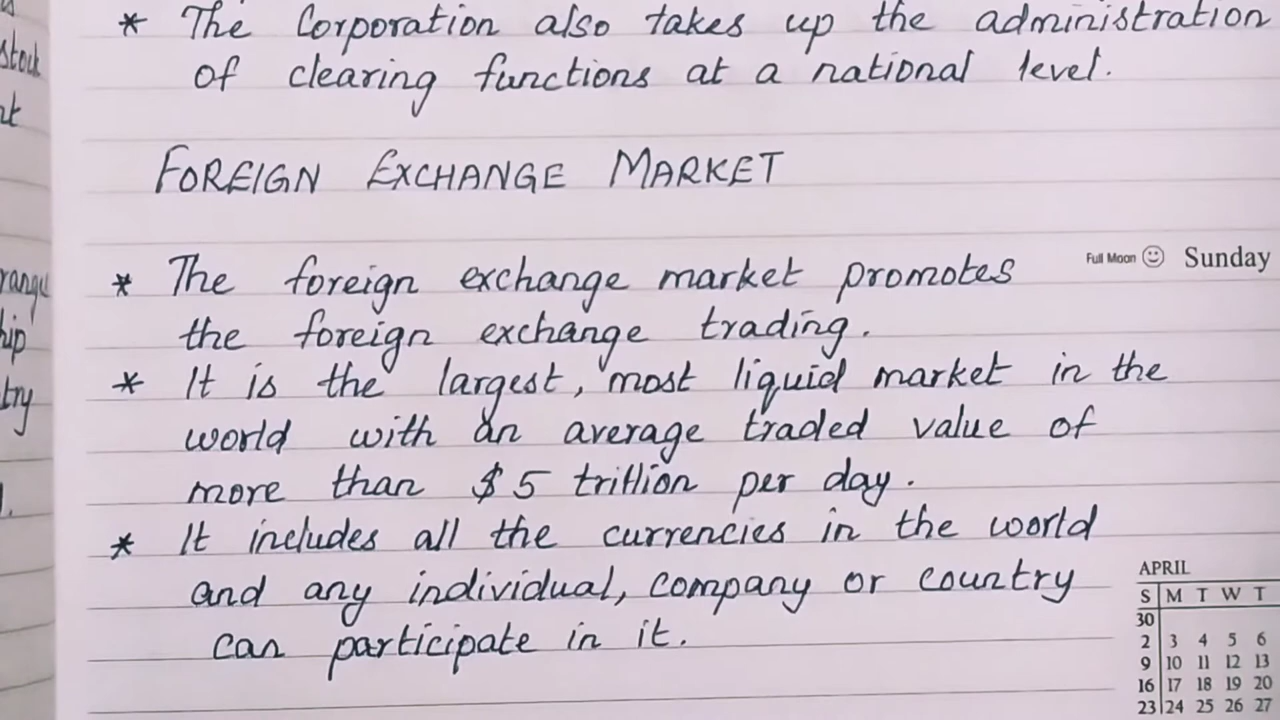 * The Corporation also takes up the administration
of clearing functions at a national level.
FOREIGN EXCHANGE MARKET
* The foreign exchange market promotes
the foreign exchange trading.
Full Moon Sunday
* It is the largest, most liquid market in the
world with an average traded value of
more than $ 5 trillion per day.
* It includes all the currencies in the world
and any individual, company or country
can participate in it.
stock
hip
try
APRIL
S M T W T
30
2 3 4 5 6
9 10 11 12 13
16 17 18 19 20
23 24 25 26 27